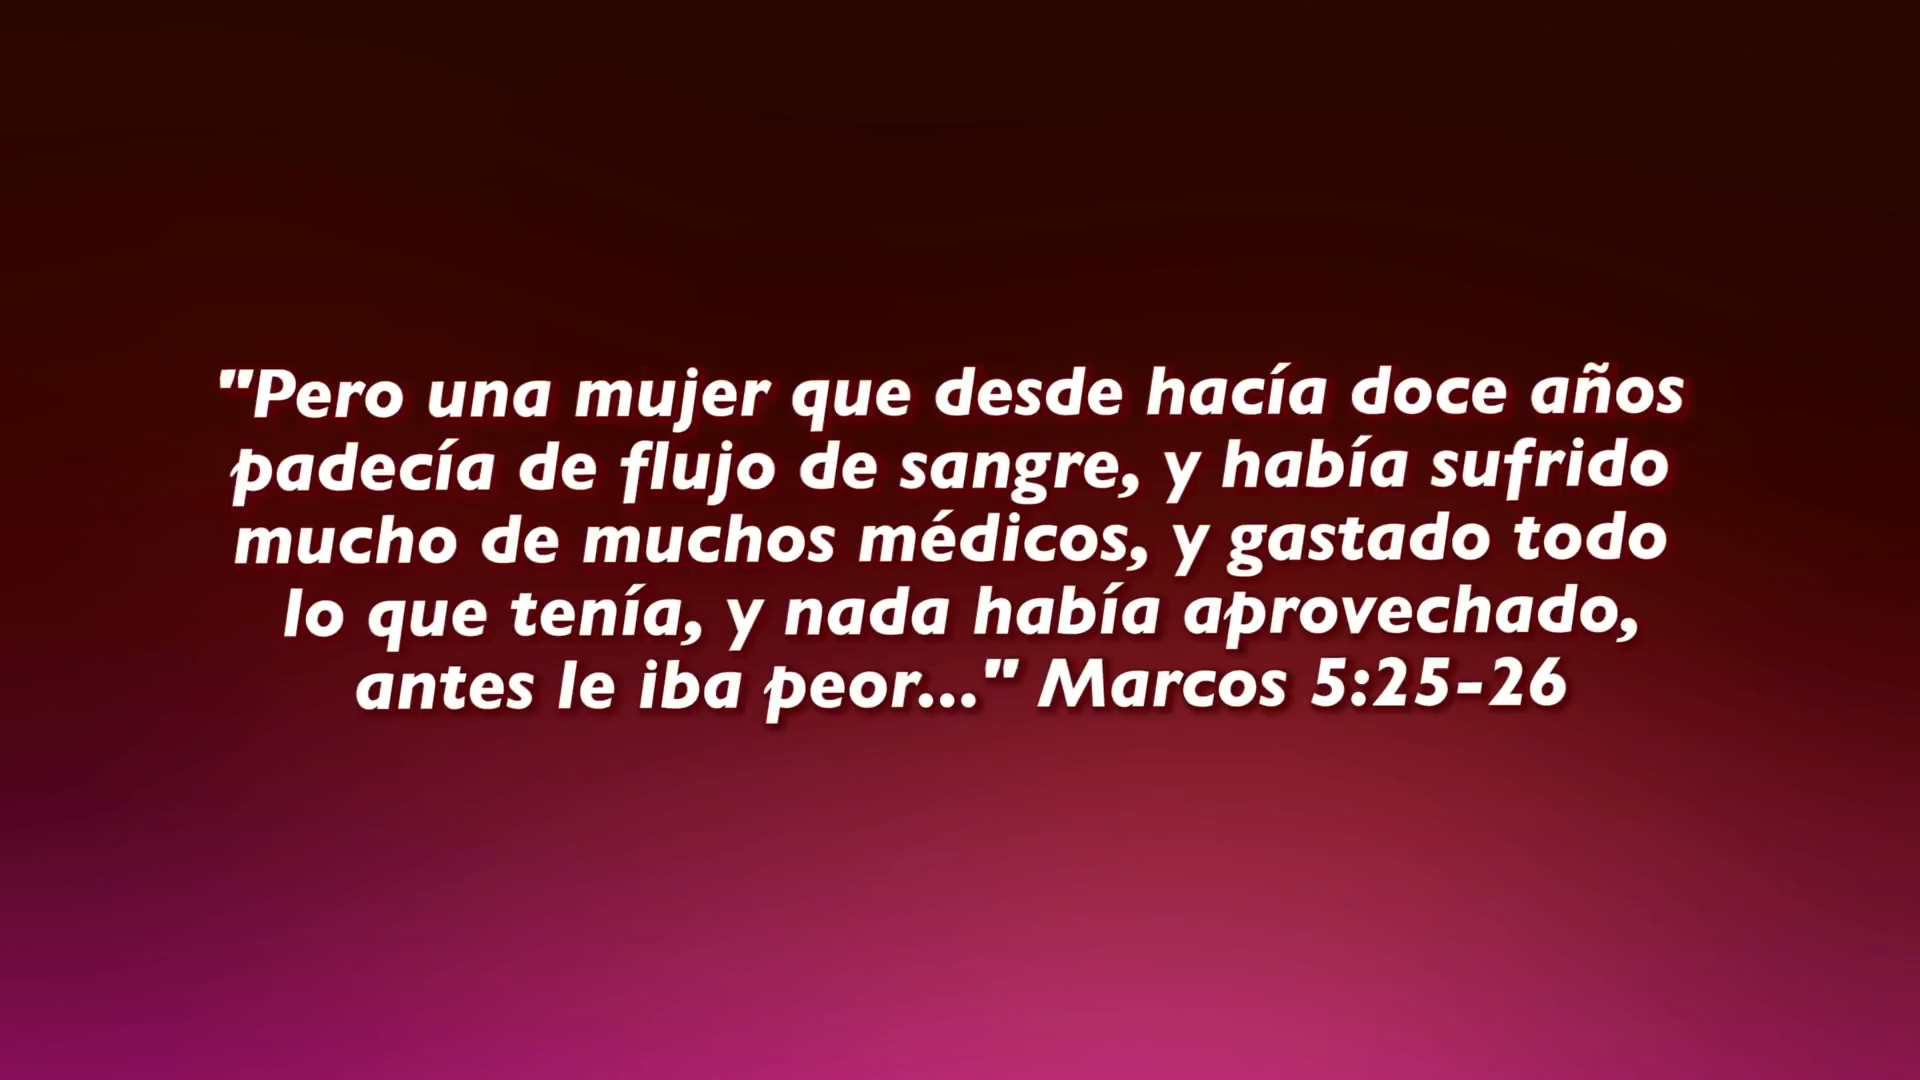 "Pero una mujer que desde hacía doce años
padecía de flujo de sangre, y había sufrido
mucho de muchos médicos, y gastado todo
lo que tenía, y nada había aprovechado,
antes le iba peor..." Marcos 5:25-26